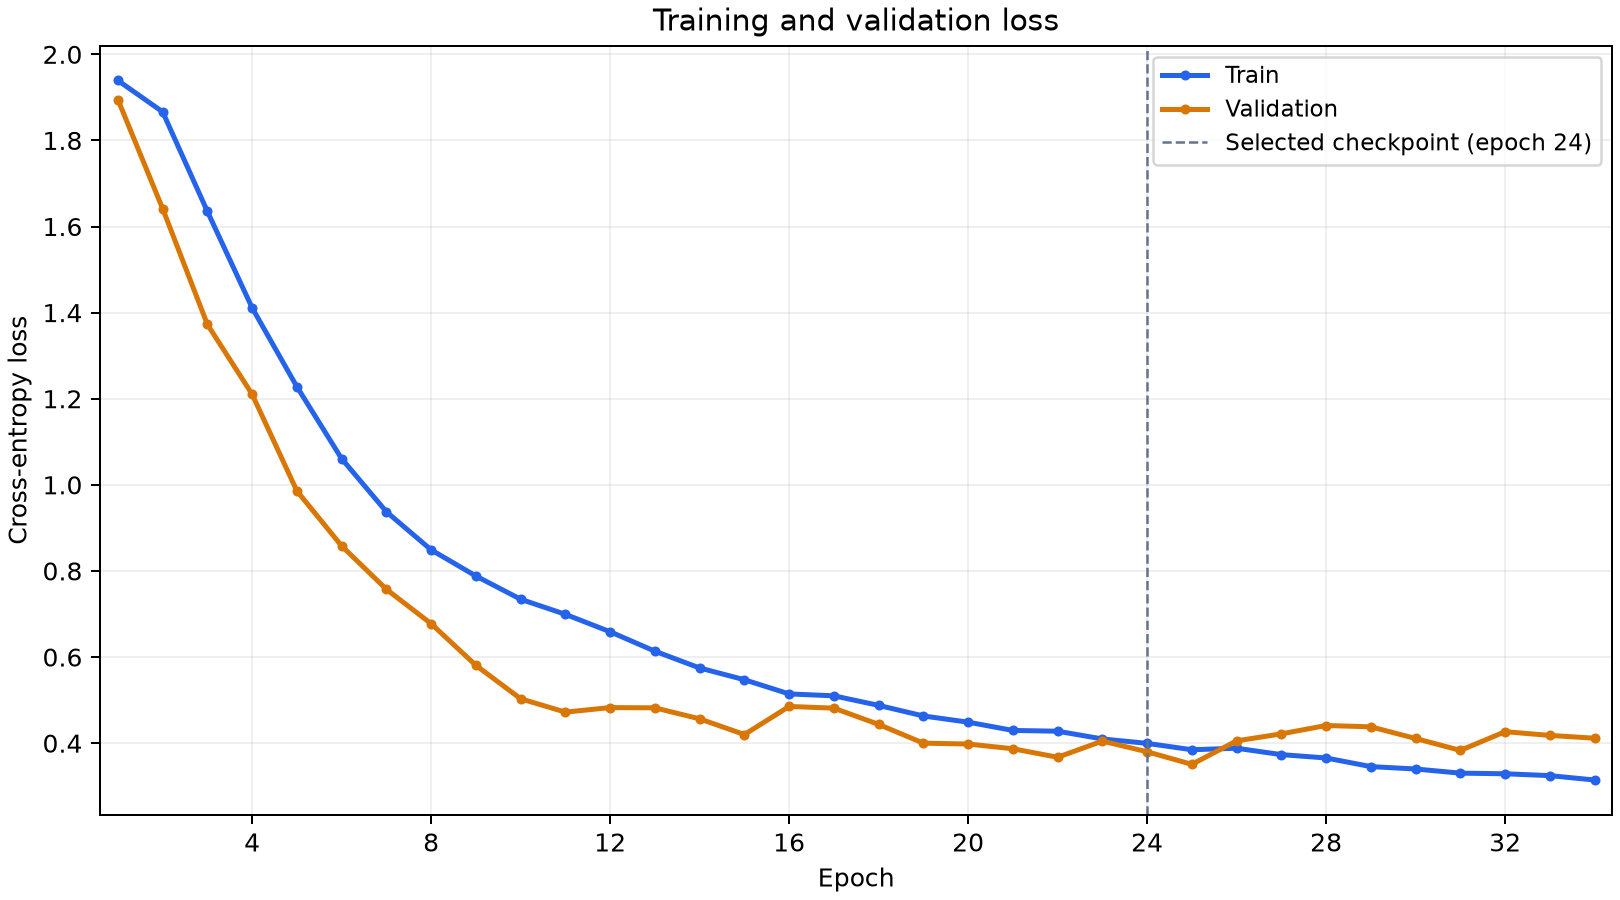 Training and validation loss
Train
Validation
Selected checkpoint (epoch 24)
Cross-entropy loss
2.0
1.8
1.6
1.4
1.2
1.0
0.8
0.6
0.4
4 8 12 16 20 24 28 32
Epoch